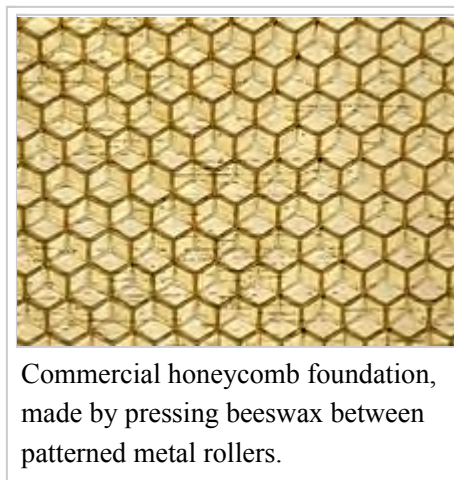 Commercial honeycomb foundation,
made by pressing beeswax between
patterned metal rollers.